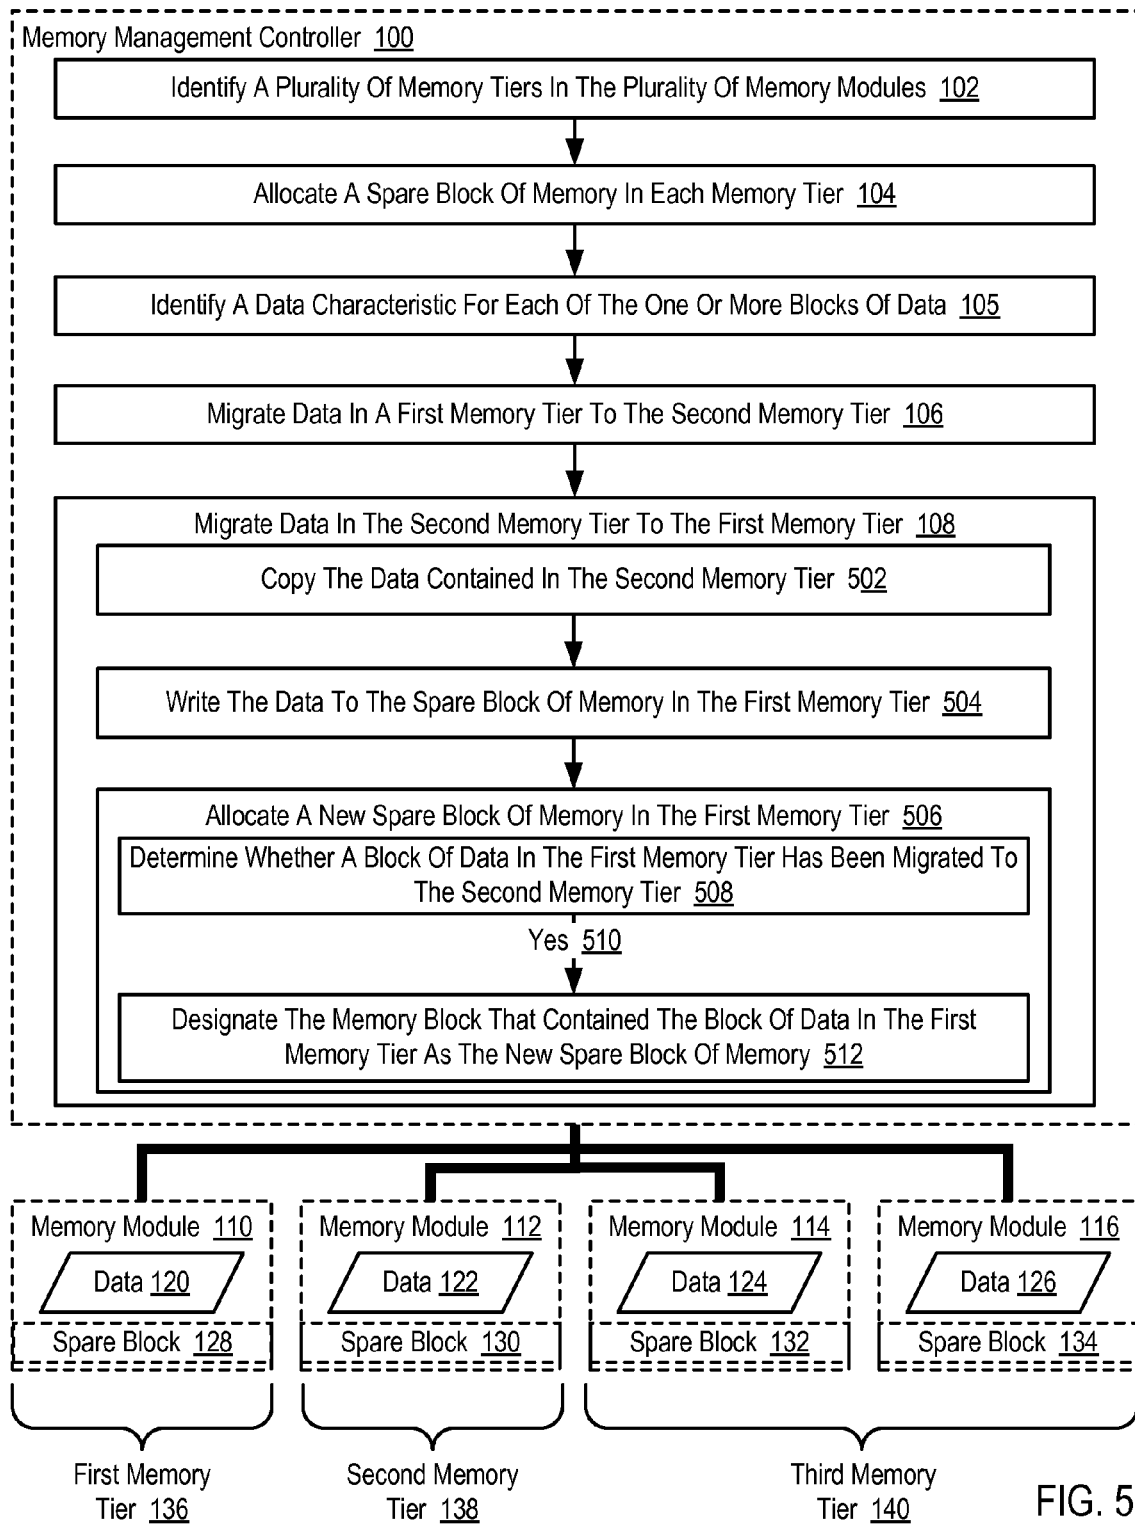 Memory Management Controller 100
Identify A Plurality Of Memory Tiers In The Plurality Of Memory Modules 102
Allocate A Spare Block Of Memory In Each Memory Tier 104
Identify A Data Characteristic For Each Of The One Or More Blocks Of Data 105
Migrate Data In A First Memory Tier To The Second Memory Tier 106
Migrate Data In The Second Memory Tier To The First Memory Tier 108
Copy The Data Contained In The Second Memory Tier 502
Write The Data To The Spare Block Of Memory In The First Memory Tier 504
Allocate A New Spare Block Of Memory In The First Memory Tier 506
Determine Whether A Block Of Data In The First Memory Tier Has Been Migrated To
The Second Memory Tier 508
Yes 510
Designate The Memory Block That Contained The Block Of Data In The First
Memory Tier As The New Spare Block Of Memory 512
Memory Module 110
Data 120
Spare Block 128
Memory Module 112
Data 122
Spare Block 130
Memory Module 114
Data 124
Spare Block 132
Memory Module 116
Data 126
Spare Block 134
First Memory
Tier 136
Second Memory
Tier 138
Third Memory
Tier 140
FIG. 5